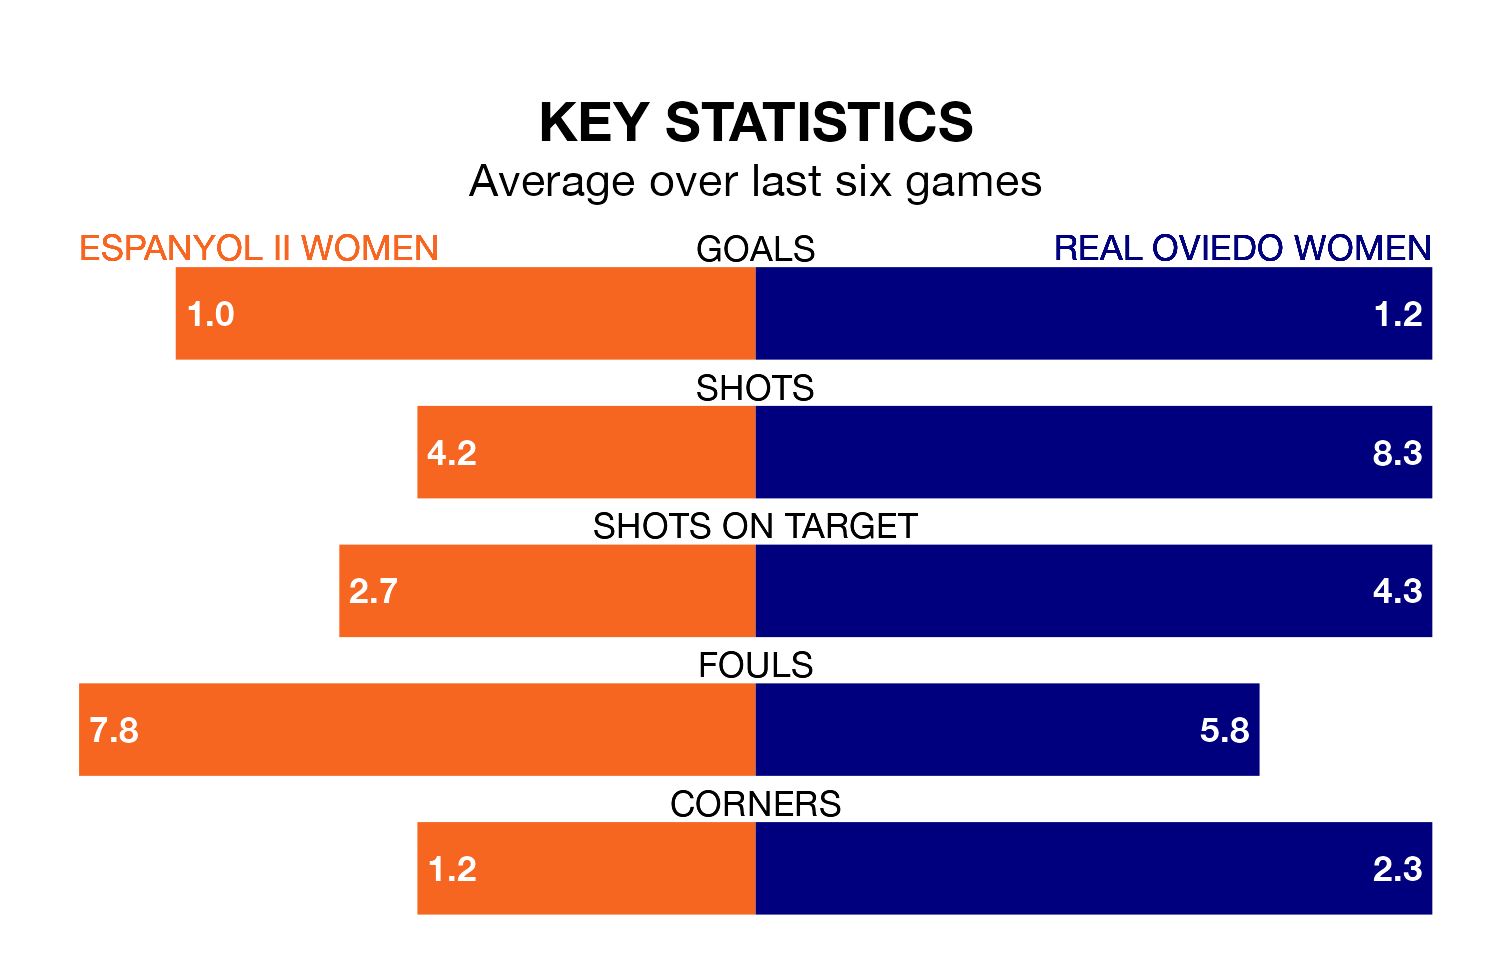 KEY STATISTICS
Average over last six games
ESPANYOL II WOMEN GOALS REAL OVIEDO WOMEN
1.0 1.2
SHOTS
4.2 8.3
SHOTS ON TARGET
2.7 4.3
FOULS
7.8 5.8
CORNERS
1.2 2.3